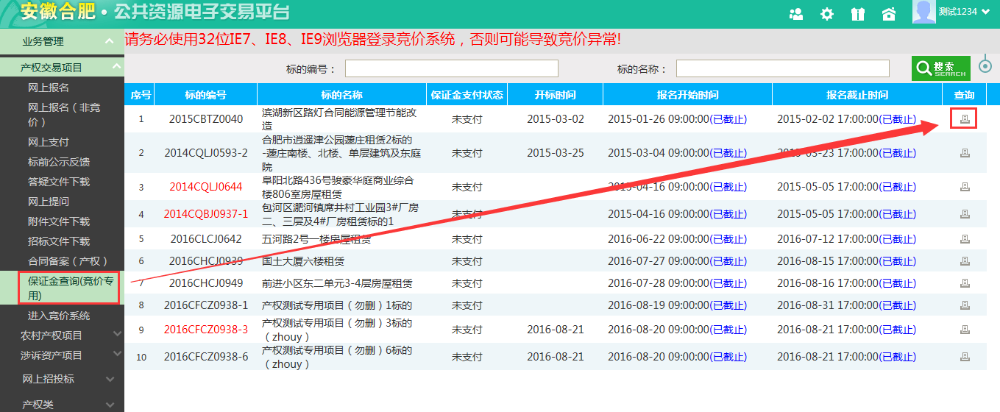 安徽合肥·公共资源电子交易平台
测试1234
业务管理
产权交易项目
网上报名
网上报名（非竞
价）
网上支付
标前公示反馈
答疑文件下载
网上提问
附件文件下载
招标文件下载
合同备案（产权）
保证金查询(竞价专
用)
进入竞价系统
农村产权项目
涉诉资产项目
网上招投标
产权类
请务必使用32位IE7、IE8、IE9浏览器登录竞价系统，否则可能导致竞价异常!
标的编号： 标的名称： 搜索
SEARCH
序号 标的编号 标的名称 保证金支付状态 开标时间 报名开始时间 报名截止时间 查询
1 2015CBTZ0040 滨湖新区路灯合同能源管理节能改
造 未支付 2015-03-02 2015-01-26 09:00:00(已截止) 2015-02-02 17:00:00(已截止)
合肥市逍遥津公园蘧庄租赁2标的
2 2014CQLJ0593-2 -蘧庄南楼、北楼、单层建筑及东庭 未支付 2015-03-25 2015-03-04 09:00:00(已截止) 2015-03-23 17:00:00(已截止)
院
3 2014CQLJ0644 阜阳北路436号骏豪华庭商业综合
楼806室房屋租赁 未支付 2015-04-16 09:00:00(已截止) 2015-05-05 17:00:00(已截止)
4 2014CQBJ0937-1 包河区淝河镇席井村工业园3#厂房
二、三层及4#厂房租赁标的1 未支付 2015-04-16 09:00:00(已截止) 2015-05-05 17:00:00(已截止)
5 2016CLCJ0642 五河路2号一楼房屋租赁 未支付 2016-06-22 09:00:00(已截止) 2016-07-12 17:00:00(已截止)
6 2016CHCJ0939 国土大厦六楼租赁 未支付 2016-07-27 09:00:00(已截止) 2016-08-15 17:00:00(已截止)
7 2016CHCJ0949 前进小区东二单元3-4层房屋租赁 未支付 2016-07-28 09:00:00(已截止) 2016-08-16 17:00:00(已截止)
8 2016CFCZ0938-1 产权测试专用项目（勿删）1标的 未支付 2016-08-19 09:00:00(已截止) 2016-08-31 17:00:00(已截止)
9 2016CFCZ0938-3 产权测试专用项目（勿删）3标的
（zhouy） 未支付 2016-08-21 2016-08-20 09:00:00(已截止) 2016-08-21 17:00:00(已截止)
10 2016CFCZ0938-6 产权测试专用项目（勿删）6标的
（zhouy） 未支付 2016-08-21 2016-08-20 09:00:00(已截止) 2016-08-21 17:00:00(已截止)